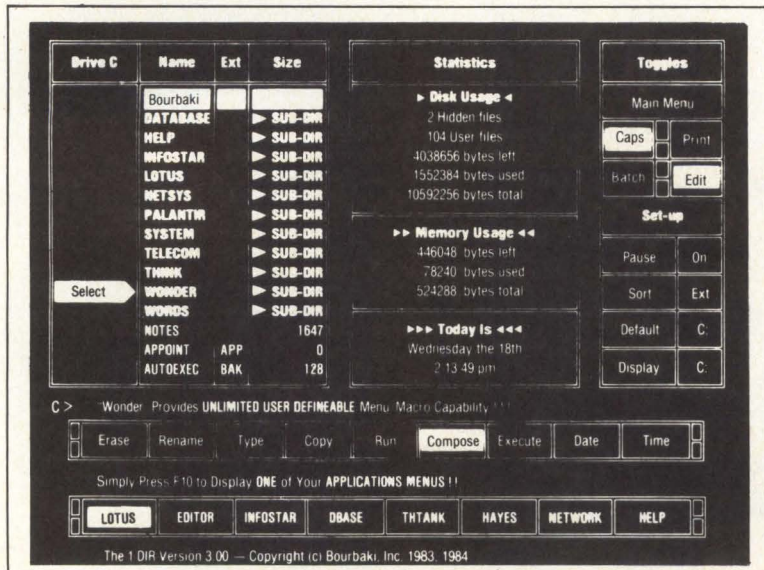 Drive C Name Ext Size Statistics Toggles
Bourbaki ► Disk Usage ◄ Main Menu
DATABASE ► SUB-DIR 2 Hidden files
HELP ► SUB-DIR 104 User files Caps Print
INFOSTAR ► SUB-DIR 4038656 bytes left
LOTUS ► SUB-DIR 1552384 bytes used Batch Edit
NETSYS ► SUB-DIR 10592256 bytes total
PALANTIR ► SUB-DIR Set-up
SYSTEM ► SUB-DIR ►► Memory Usage ◄◄
TELECOM ► SUB-DIR 446048 bytes left Pause On
THINK ► SUB-DIR 78240 bytes used
Select WONDER ► SUB-DIR 524288 bytes total Sort Ext
WORDS ► SUB-DIR
NOTES 1647 ►►► Today Is ◄◄◄ Default C:
APPOINT APP 0 Wednesday the 18th
AUTOEXEC BAK 128 2 13 49 pm Display C:
C > Wonder Provides UNLIMITED USER DEFINEABLE Menu Macro Capability ! ! !
Erase Rename Type Copy Run Compose Execute Date Time
Simply Press F10 to Display ONE of Your APPLICATIONS MENUS ! !
LOTUS EDITOR INFOSTAR DBASE THTANK HAYES NETWORK HELP
The 1 DIR Version 3.00 — Copyright (c) Bourbaki, Inc. 1983, 1984